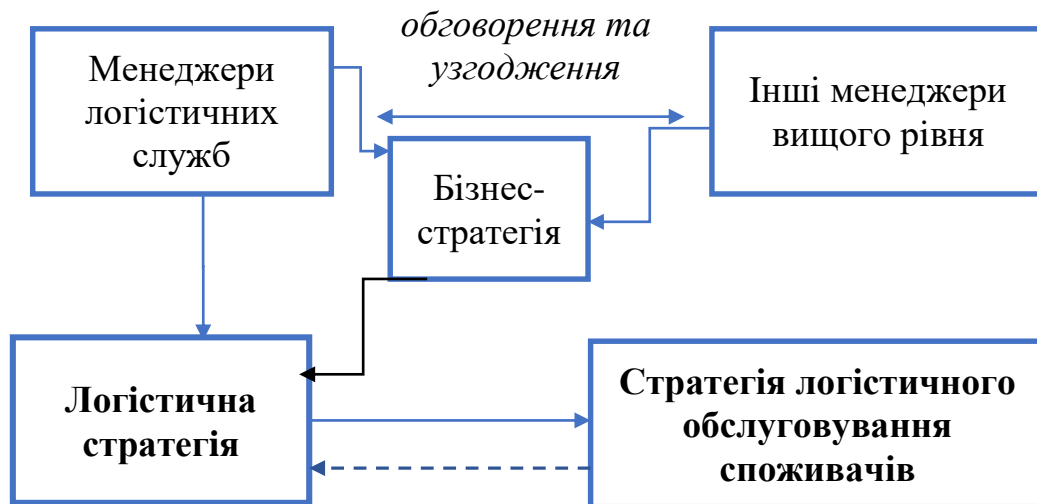 обговорення та
узгодження
Менеджери
логістичних
служб
Інші менеджери
вищого рівня
Бізнес-
стратегія
Логістична
стратегія
Стратегія логістичного
обслуговування
споживачів